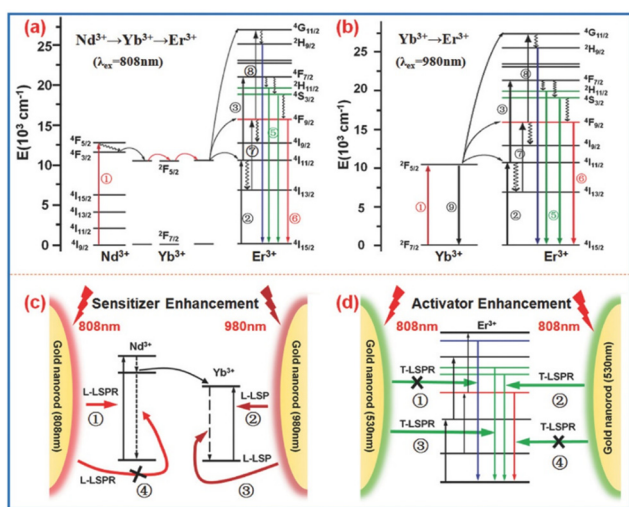 (a)
Nd³⁺→Yb³⁺→Er³⁺
(λex=808nm)
E(10³ cm⁻¹)
25
20
15
10
5
0
⁴F5/2
⁴F3/2
⁴I15/2
⁴I13/2
⁴I11/2
⁴I9/2
①
²F5/2
²F7/2
⁴G11/2
²H9/2
⁴F7/2
²H11/2
⁴S3/2
⁴F9/2
⁴I9/2
⁴I11/2
⁴I13/2
⁴I15/2
⑧
③
⑤
⑦
②
⑥
Nd³⁺
Yb³⁺
Er³⁺
(b)
Yb³⁺→Er³⁺
(λex=980nm)
E(10³ cm⁻¹)
25
20
15
10
5
0
²F5/2
²F7/2
①
⑨
⁴G11/2
²H9/2
⁴F7/2
²H11/2
⁴S3/2
⁴F9/2
⁴I9/2
⁴I11/2
⁴I13/2
⁴I15/2
⑧
③
⑦
②
⑤
⑥
Yb³⁺
Er³⁺
(c)
Sensitizer Enhancement
808nm
980nm
Nd³⁺
Yb³⁺
L-LSPR
①
L-LSP
②
L-LSP
③
L-LSPR
④
Gold nanorod (808nm)
Gold nanorod (980nm)
(d)
Activator Enhancement
808nm
808nm
Er³⁺
T-LSPR
①
T-LSPR
②
T-LSPR
③
T-LSPR
④
Gold nanorod (530nm)
Gold nanorod (530nm)